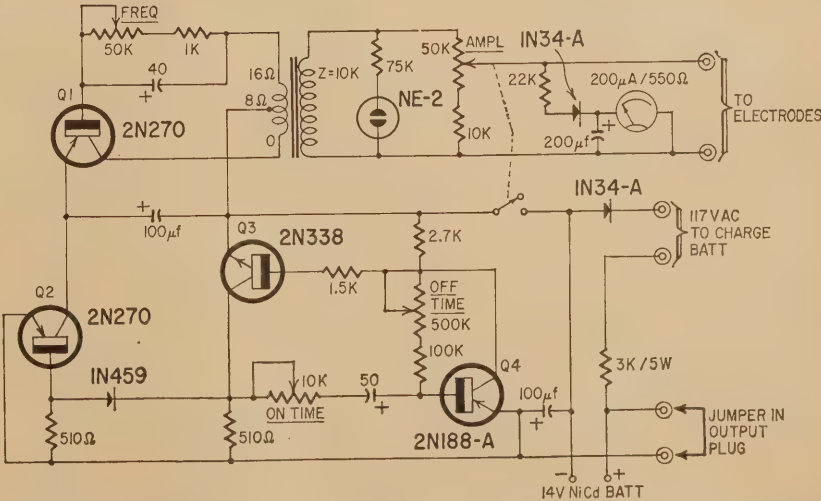 FREQ
50K
1K
40
+
Q1
2N270
16Ω
8Ω
0
Z=10K
75K
NE-2
50K
AMPL
10K
1N34-A
22K
200μA/550Ω
+
200μf
TO
ELECTRODES
+
100μf
Q3
2N338
1.5K
2.7K
OFF
TIME
500K
100K
1N34-A
117VAC
TO CHARGE
BATT
Q2
2N270
1N459
510Ω
510Ω
10K
ON TIME
50
+
Q4
2N188-A
100μf
+
3K/5W
JUMPER IN
OUTPUT
PLUG
- +
14V NiCd BATT